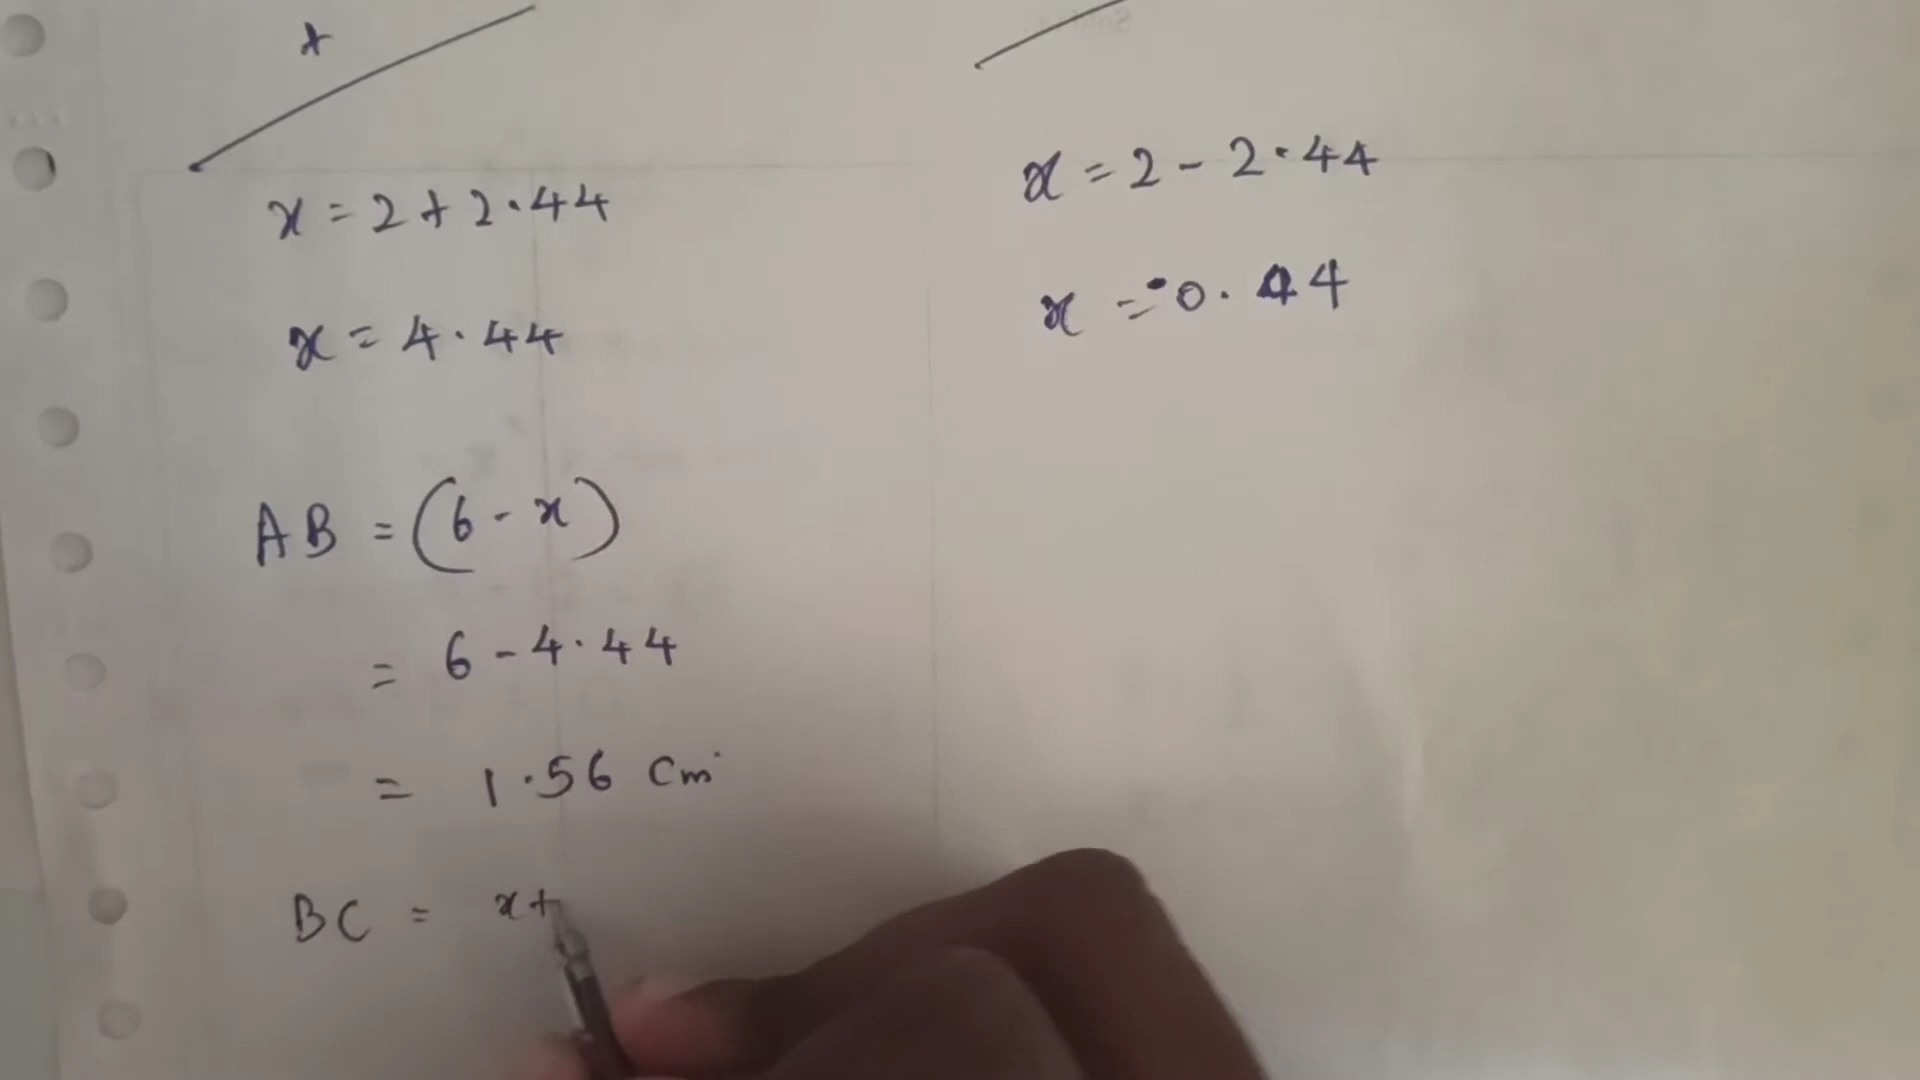 +
x = 2 + 2.44
x = 4.44
AB = (6 - x)
= 6 - 4.44
= 1.56 cm
BC = x+
x = 2 - 2.44
x = -0.44